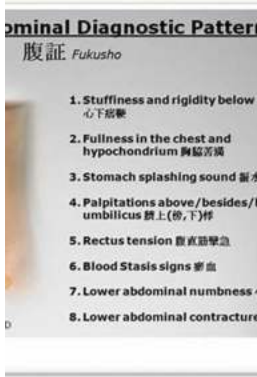 ominal Diagnostic Patter
腹証 Fukusho
1. Stuffiness and rigidity below
心下痞鞕
2. Fullness in the chest and
hypochondrium 胸脇苦満
3. Stomach splashing sound 振水
4. Palpitations above/besides/
umbilicus 臍上(傍,下)悸
5. Rectus tension 腹直筋攣急
6. Blood Stasis signs 瘀血
7. Lower abdominal numbness
8. Lower abdominal contracture